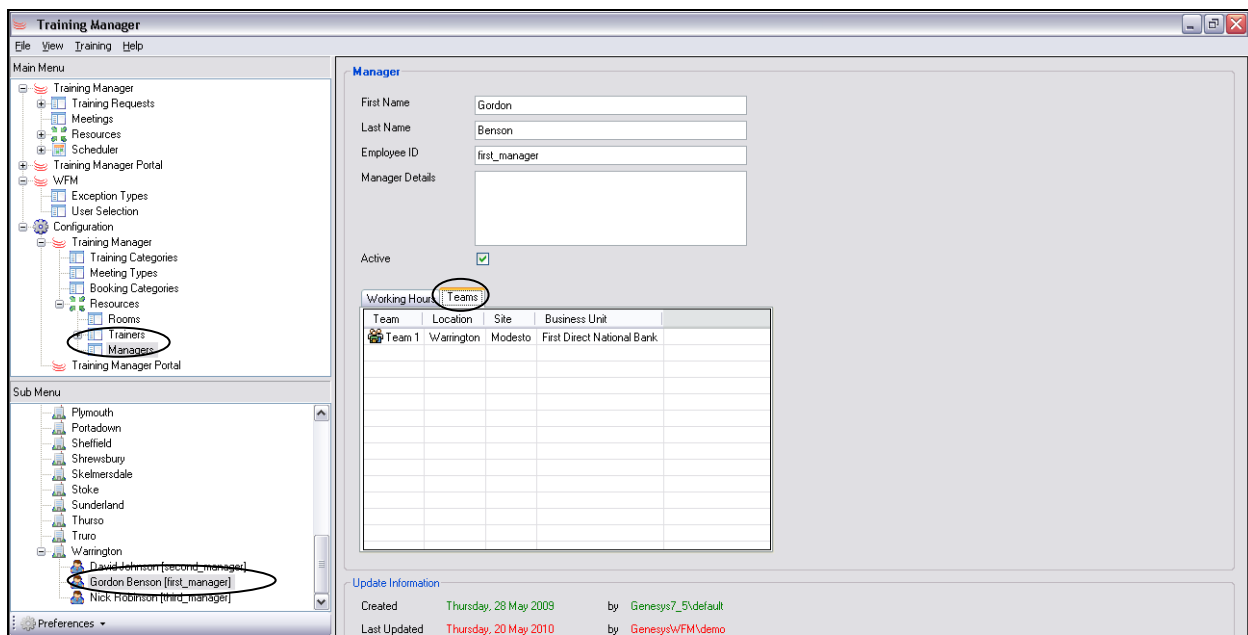 Training Manager
File View Training Help
Main Menu
Training Manager
Training Requests
Meetings
Resources
Scheduler
Training Manager Portal
WFM
Exception Types
User Selection
Configuration
Training Manager
Training Categories
Meeting Types
Booking Categories
Resources
Rooms
Trainers
Managers
Training Manager Portal
Sub Menu
Plymouth
Portadown
Sheffield
Shrewsbury
Skelmersdale
Stoke
Sunderland
Thurso
Truro
Warrington
David Johnson [second_manager]
Gordon Benson [first_manager]
Nick Robinson [third_manager]
Preferences
Manager
First Name Gordon
Last Name Benson
Employee ID first_manager
Manager Details
Active
Working Hours Teams
Team Location Site Business Unit
Team 1 Warrington Modesto First Direct National Bank
Update Information
Created Thursday, 28 May 2009 by Genesys7_5\default
Last Updated Thursday, 20 May 2010 by GenesysWFM\demo